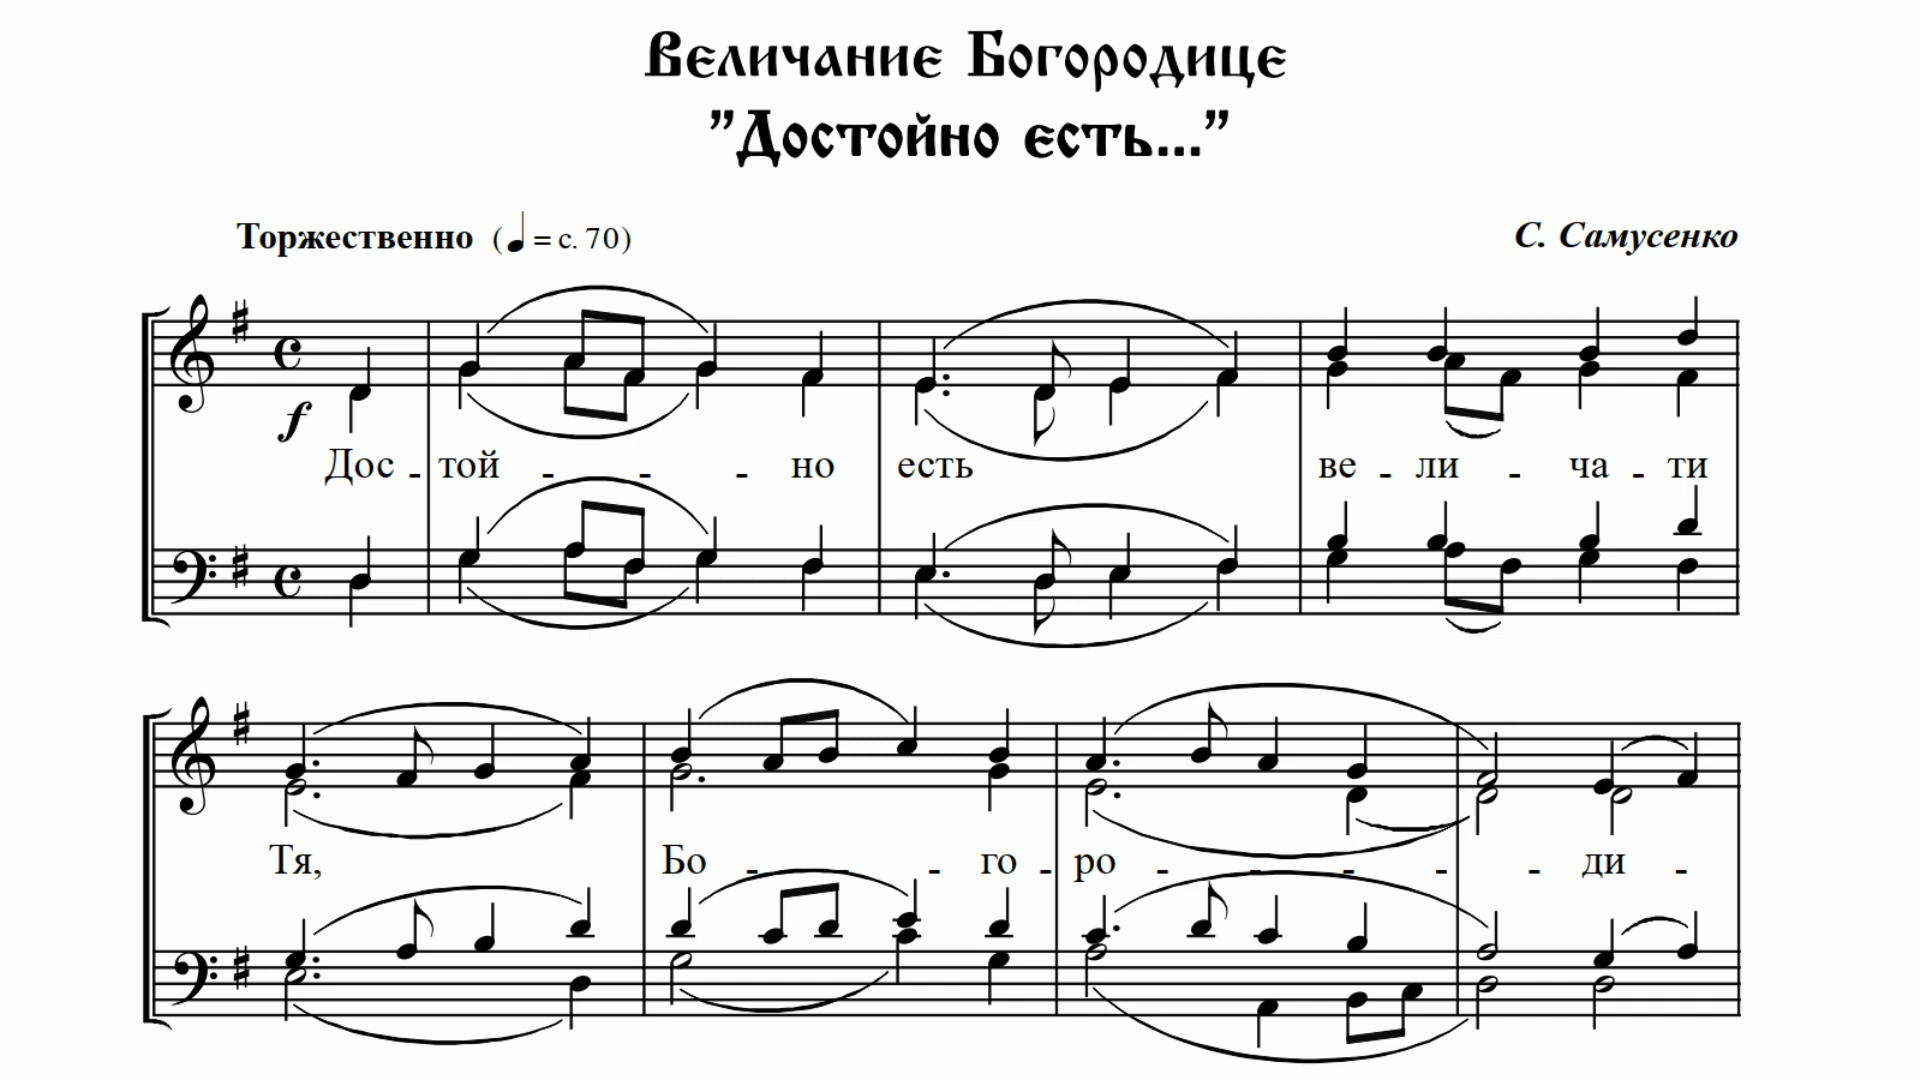 Величание Богородице
"Достойно есть..."
Торжественно (♩ = c. 70)
С. Самусенко
f
Дос - той - - - но есть ве - ли - ча - ти
Тя, Бо - - - го - ро - - - - - ди -